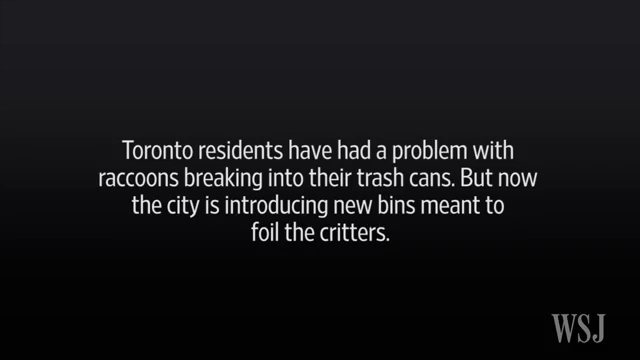 Toronto residents have had a problem with
raccoons breaking into their trash cans. But now
the city is introducing new bins meant to
foil the critters.
WSJ